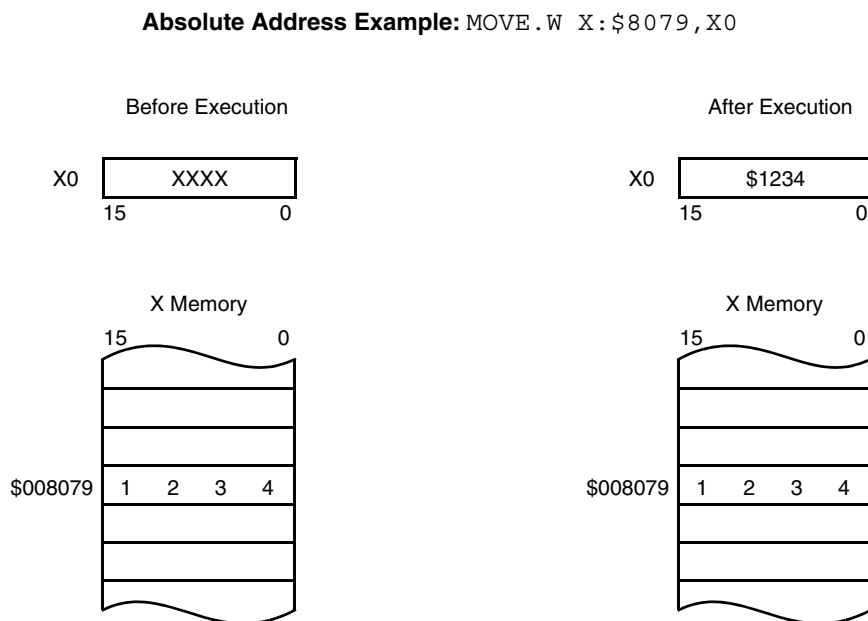 Absolute Address Example: MOVE.W X:$8079,X0
Before Execution After Execution
X0 XXXX X0 $1234
15 0 15 0
X Memory X Memory
15 0 15 0
$008079 1 2 3 4 $008079 1 2 3 4